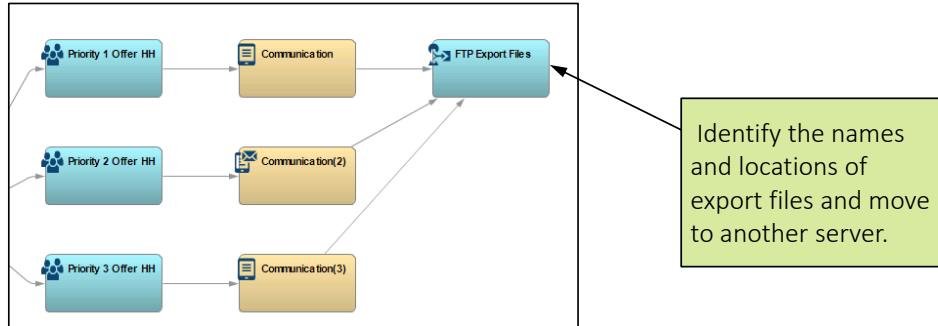 Priority 1 Offer HH
Communication
FTP Export Files
Priority 2 Offer HH
Communication(2)
Priority 3 Offer HH
Communication(3)
Identify the names
and locations of
export files and move
to another server.